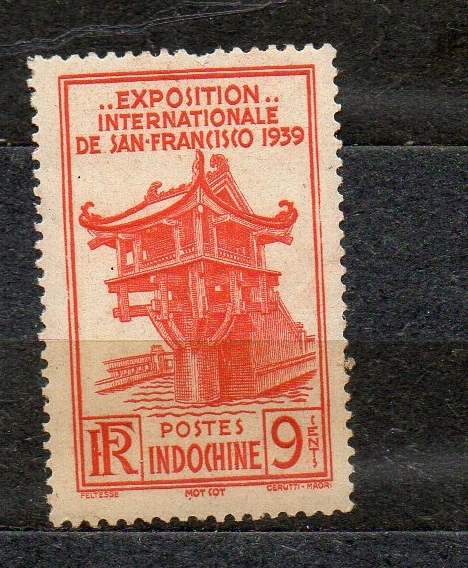 ..EXPOSITION..
INTERNATIONALE
DE SAN-FRANCISCO 1939
RF
POSTES
INDOCHINE
9
CENTS
FELTESSE MOT COT CERUTTI-MAORI